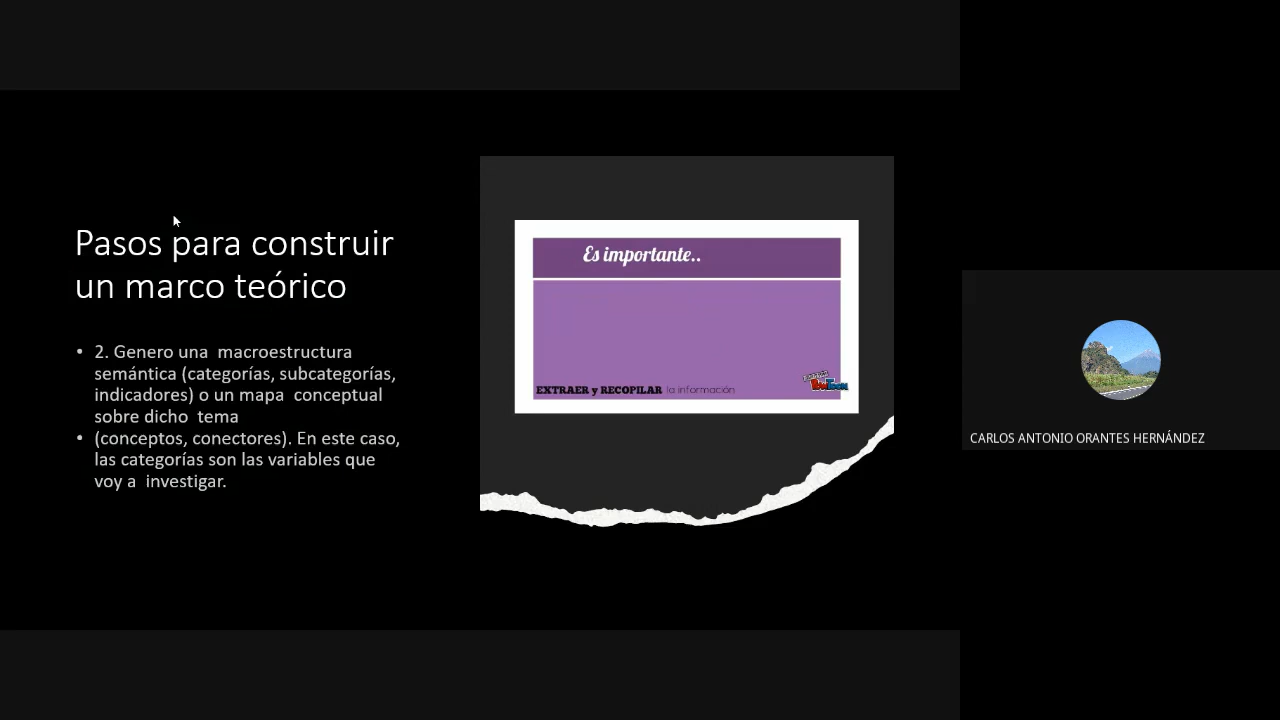 Pasos para construir
un marco teórico
• 2. Genero una macroestructura
semántica (categorías, subcategorías,
indicadores) o un mapa conceptual
sobre dicho tema
• (conceptos, conectores). En este caso,
las categorías son las variables que
voy a investigar.
Es importante..
EXTRAER y RECOPILAR la información
CARLOS ANTONIO ORANTES HERNÁNDEZ